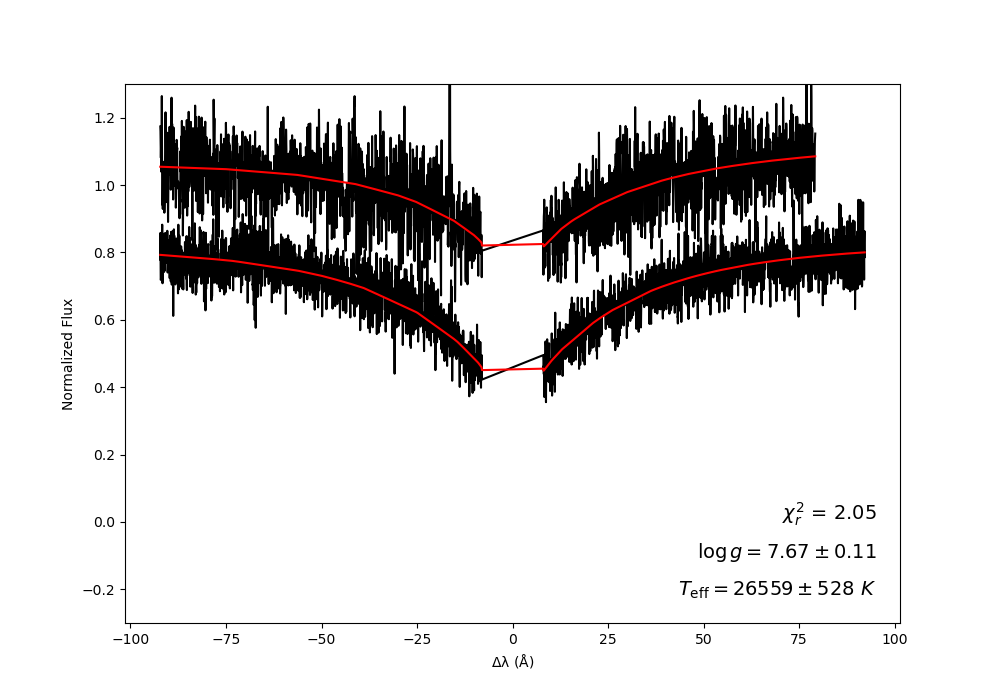 1.2
1.0
0.8
0.6
0.4
0.2
0.0
−0.2
Normalized Flux
χ²ᵣ = 2.05
log g = 7.67 ± 0.11
T_eff = 26559 ± 528 K
−100 −75 −50 −25 0 25 50 75 100
Δλ (Å)